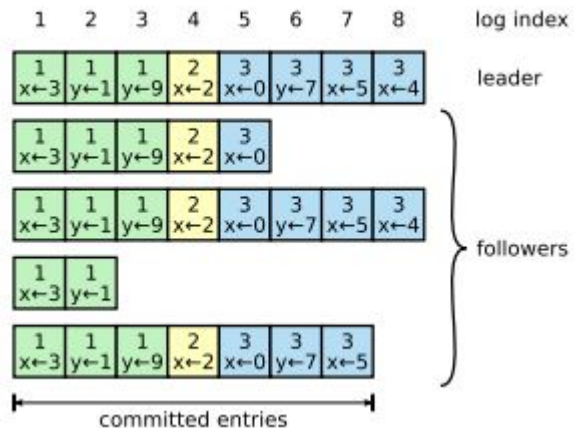 1 2 3 4 5 6 7 8 log index
1 1 1 2 3 3 3 3
x←3 y←1 y←9 x←2 x←0 y←7 x←5 x←4
leader
1 1 1 2 3
x←3 y←1 y←9 x←2 x←0
1 1 1 2 3 3 3 3
x←3 y←1 y←9 x←2 x←0 y←7 x←5 x←4
followers
1 1
x←3 y←1
1 1 1 2 3 3 3
x←3 y←1 y←9 x←2 x←0 y←7 x←5
committed entries